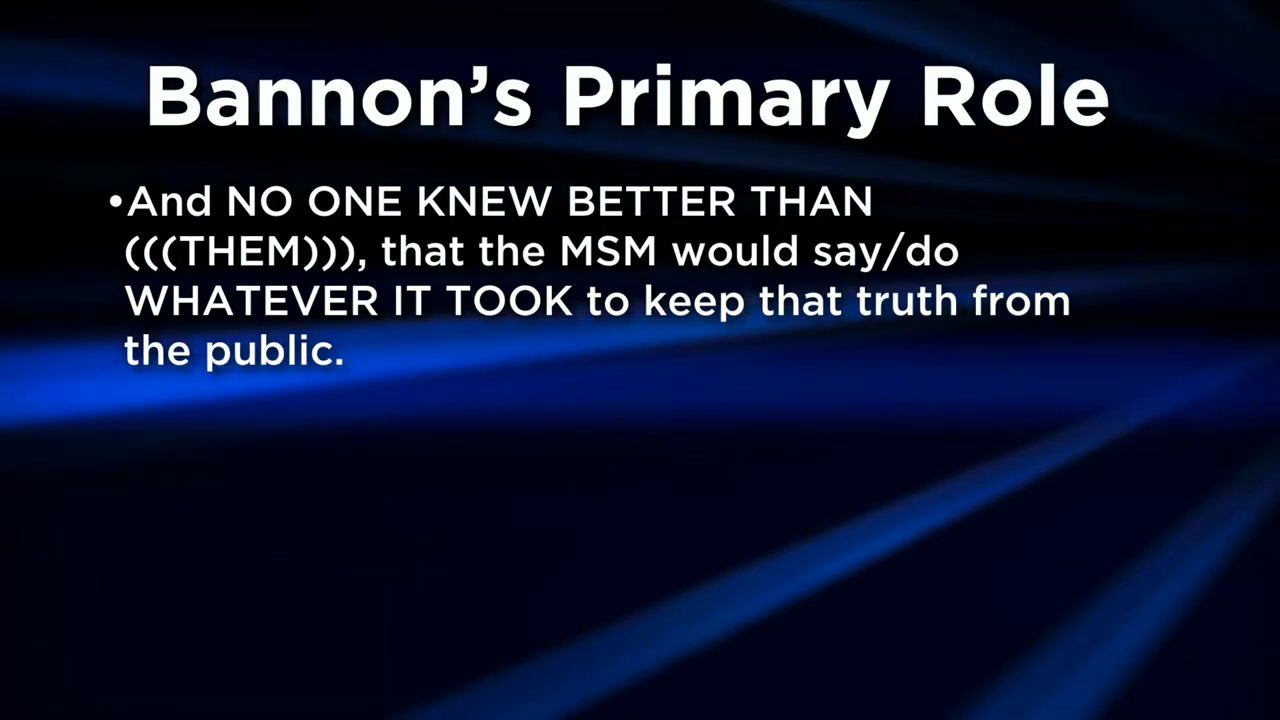 Bannon’s Primary Role
•And NO ONE KNEW BETTER THAN
(((THEM))), that the MSM would say/do
WHATEVER IT TOOK to keep that truth from
the public.